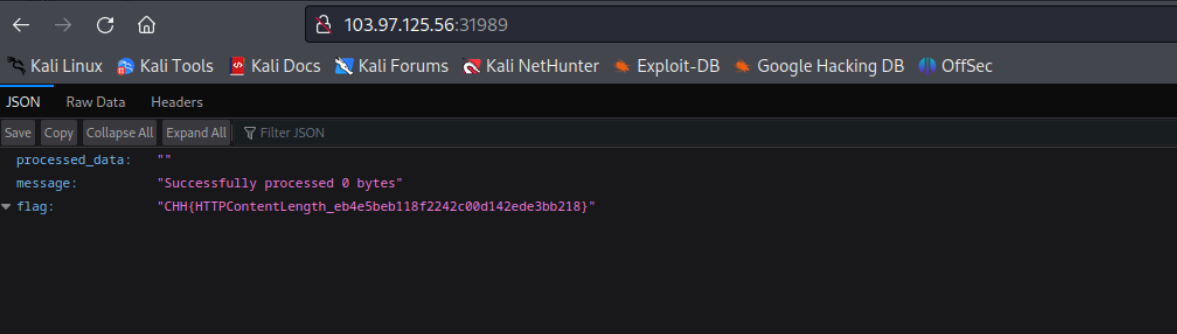 103.97.125.56:31989
Kali Linux Kali Tools Kali Docs Kali Forums Kali NetHunter Exploit-DB Google Hacking DB OffSec
JSON Raw Data Headers
Save Copy Collapse All Expand All Filter JSON
processed_data: ""
message: "Successfully processed 0 bytes"
flag: "CHH{HTTPContentLength_eb4e5beb118f2242c00d142ede3bb218}"